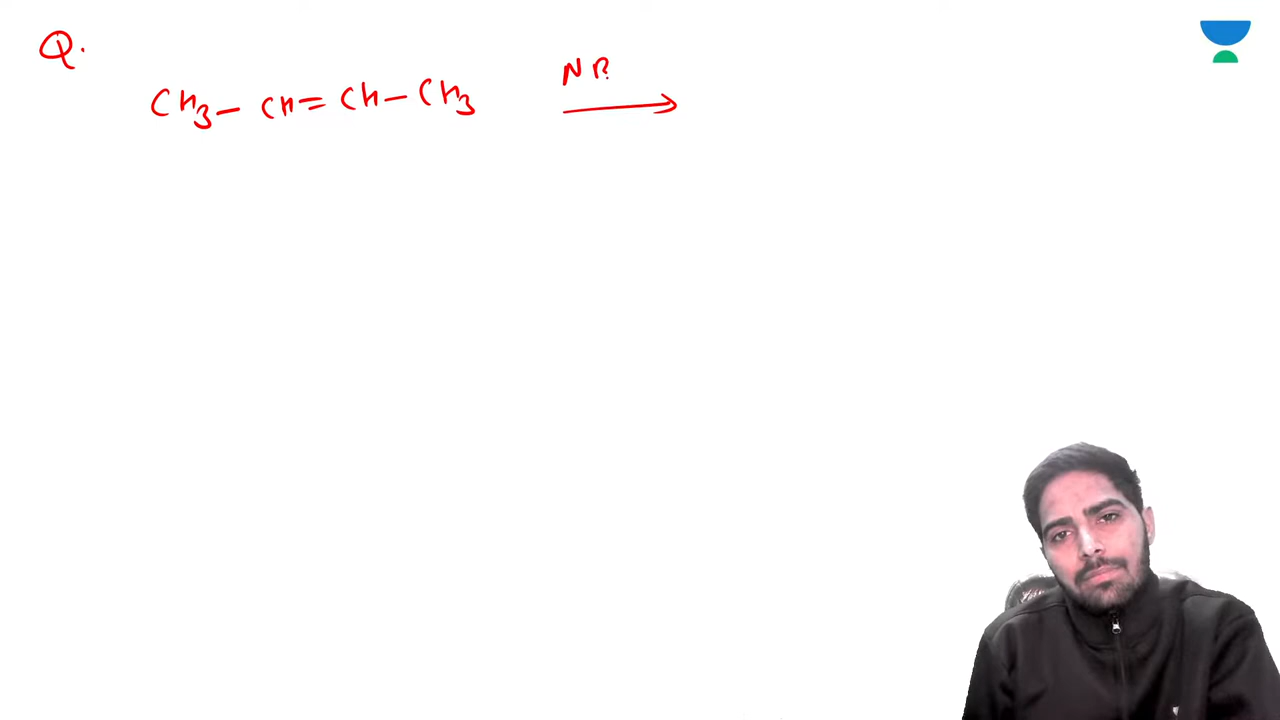 Q.
NB
CH3 - CH = CH - CH3 →